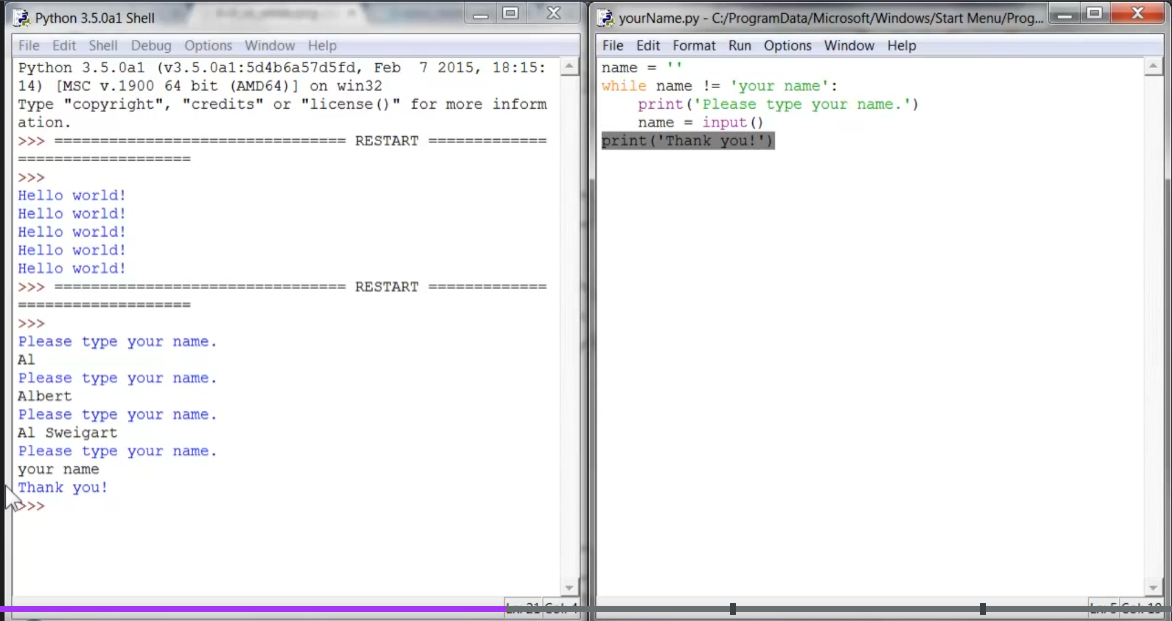 Python 3.5.0a1 Shell
File Edit Shell Debug Options Window Help
Python 3.5.0a1 (v3.5.0a1:5d4b6a57d5fd, Feb  7 2015, 18:15:
14) [MSC v.1900 64 bit (AMD64)] on win32
Type "copyright", "credits" or "license()" for more inform
ation.
>>> ================================ RESTART =============
===================
>>>
Hello world!
Hello world!
Hello world!
Hello world!
Hello world!
>>> ================================ RESTART =============
===================
>>>
Please type your name.
Al
Please type your name.
Albert
Please type your name.
Al Sweigart
Please type your name.
your name
Thank you!
>>>
Ln: 21 Col: 4
yourName.py - C:/ProgramData/Microsoft/Windows/Start Menu/Prog...
File Edit Format Run Options Window Help
name = ''
while name != 'your name':
    print('Please type your name.')
    name = input()
print('Thank you!')
Ln: 5 Col: 19